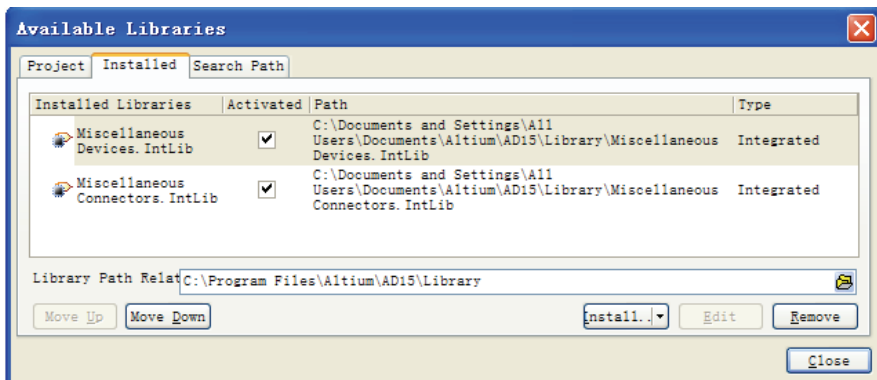 Available Libraries
Project Installed Search Path
Installed Libraries Activated Path Type
Miscellaneous
Devices.IntLib
C:\Documents and Settings\All
Users\Documents\Altium\AD15\Library\Miscellaneous
Devices.IntLib
Integrated
Miscellaneous
Connectors.IntLib
C:\Documents and Settings\All
Users\Documents\Altium\AD15\Library\Miscellaneous
Connectors.IntLib
Integrated
Library Path Relat C:\Program Files\Altium\AD15\Library
Move Up Move Down Install.. Edit Remove
Close